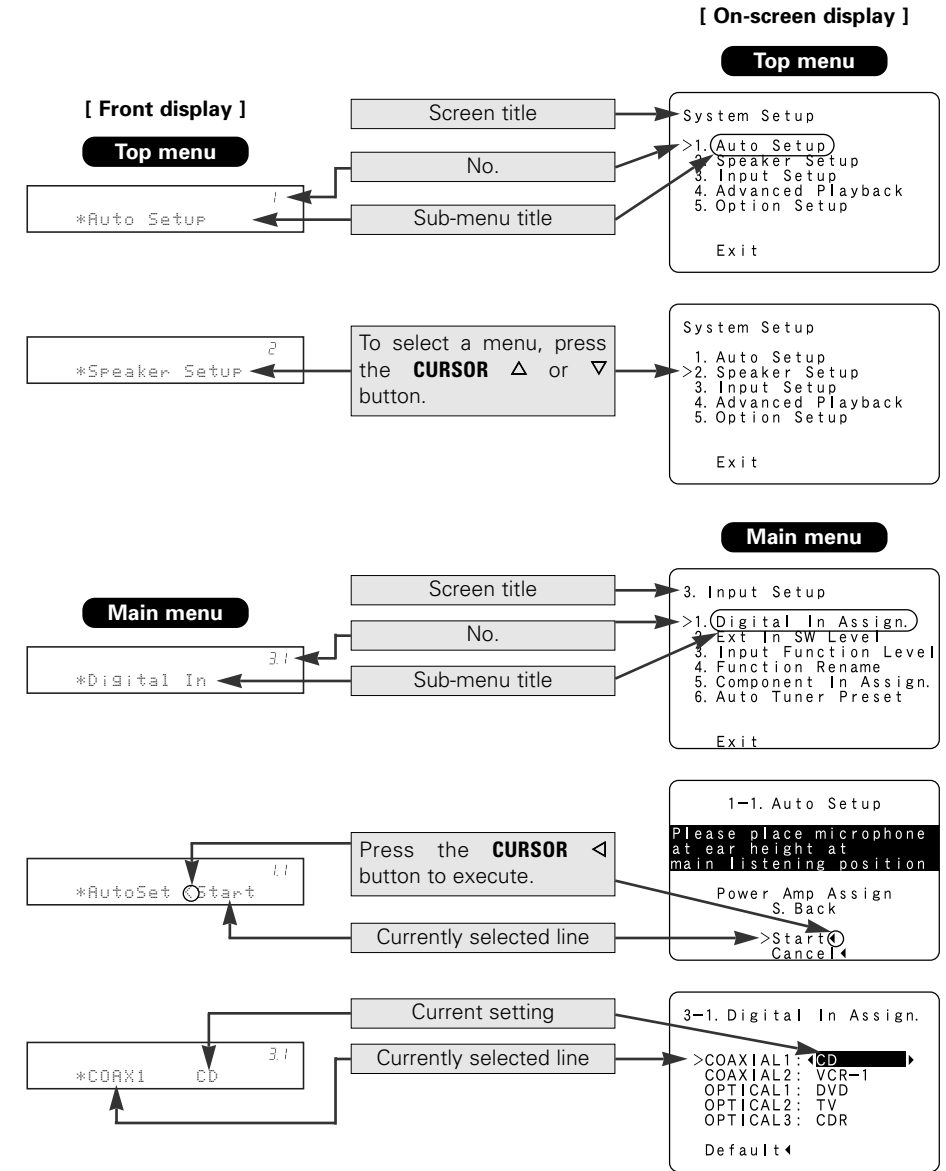 [ On-screen display ]
Top menu
[ Front display ]
Top menu
1
*Auto Setup
Screen title
No.
Sub-menu title
System Setup
>1. Auto Setup
2. Speaker Setup
3. Input Setup
4. Advanced Playback
5. Option Setup
Exit
2
*Speaker Setup
To select a menu, press
the CURSOR △ or ▽
button.
System Setup
1. Auto Setup
>2. Speaker Setup
3. Input Setup
4. Advanced Playback
5. Option Setup
Exit
Main menu
Main menu
3.1
*Digital In
Screen title
No.
Sub-menu title
3. Input Setup
>1. Digital In Assign.
2. Ext In SW Level
3. Input Function Level
4. Function Rename
5. Component In Assign.
6. Auto Tuner Preset
Exit
1.1
*AutoSet <Start
Press the CURSOR ◁
button to execute.
Currently selected line
1-1. Auto Setup
Please place microphone
at ear height at
main listening position
Power Amp Assign
S. Back
>Start◀
Cancel◀
3.1
*COAX1 CD
Current setting
Currently selected line
3-1. Digital In Assign.
>COAXIAL1: ◀CD ▶
COAXIAL2: VCR-1
OPTICAL1: DVD
OPTICAL2: TV
OPTICAL3: CDR
Default◀